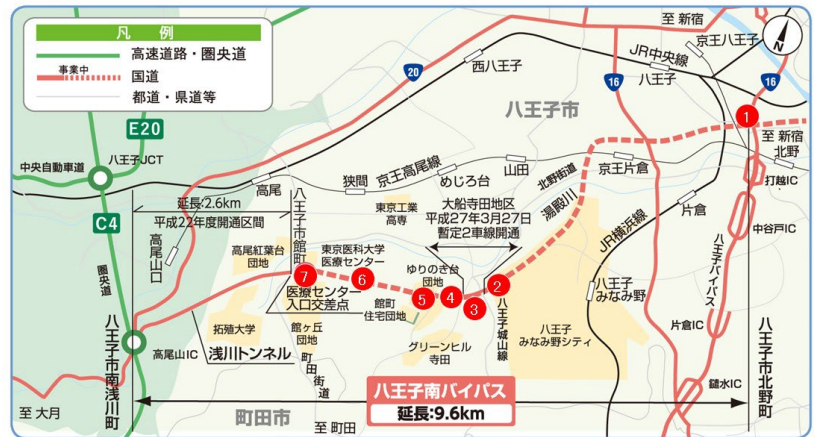 凡　例
高速道路・圏央道
事業中
国道
都道・県道等
至 新宿
京王八王子
JR中央線
西八王子
八王子
20
16
16
八王子市
N
1
E20
至 新宿
北野
中央自動車道
八王子JCT
京王高尾線
山田
北野街道
京王片倉
打越IC
高尾
狭間
めじろ台
湯殿川
延長:2.6km
平成22年度開通区間
八王子市館町
東京工業
高専
大船寺田地区
平成27年3月27日
暫定2車線開通
JR横浜線
片倉
中谷戸IC
C4
高尾山口
高尾紅葉台
団地
東京医科大学
医療センター
ゆりのき台
団地
八王子バイパス
圏央道
7
6
5
4
3
2
八王子
みなみ野
医療センター
入口交差点
館町
住宅団地
八王子城山線
八王子市南浅川町
拓殖大学
館ヶ丘
団地
グリーンヒル
寺田
八王子
みなみ野シティ
片倉IC
八王子市北野町
高尾山IC
浅川トンネル
町田街道
鑓水IC
八王子南バイパス
延長:9.6km
至 大月
町田市
至 町田